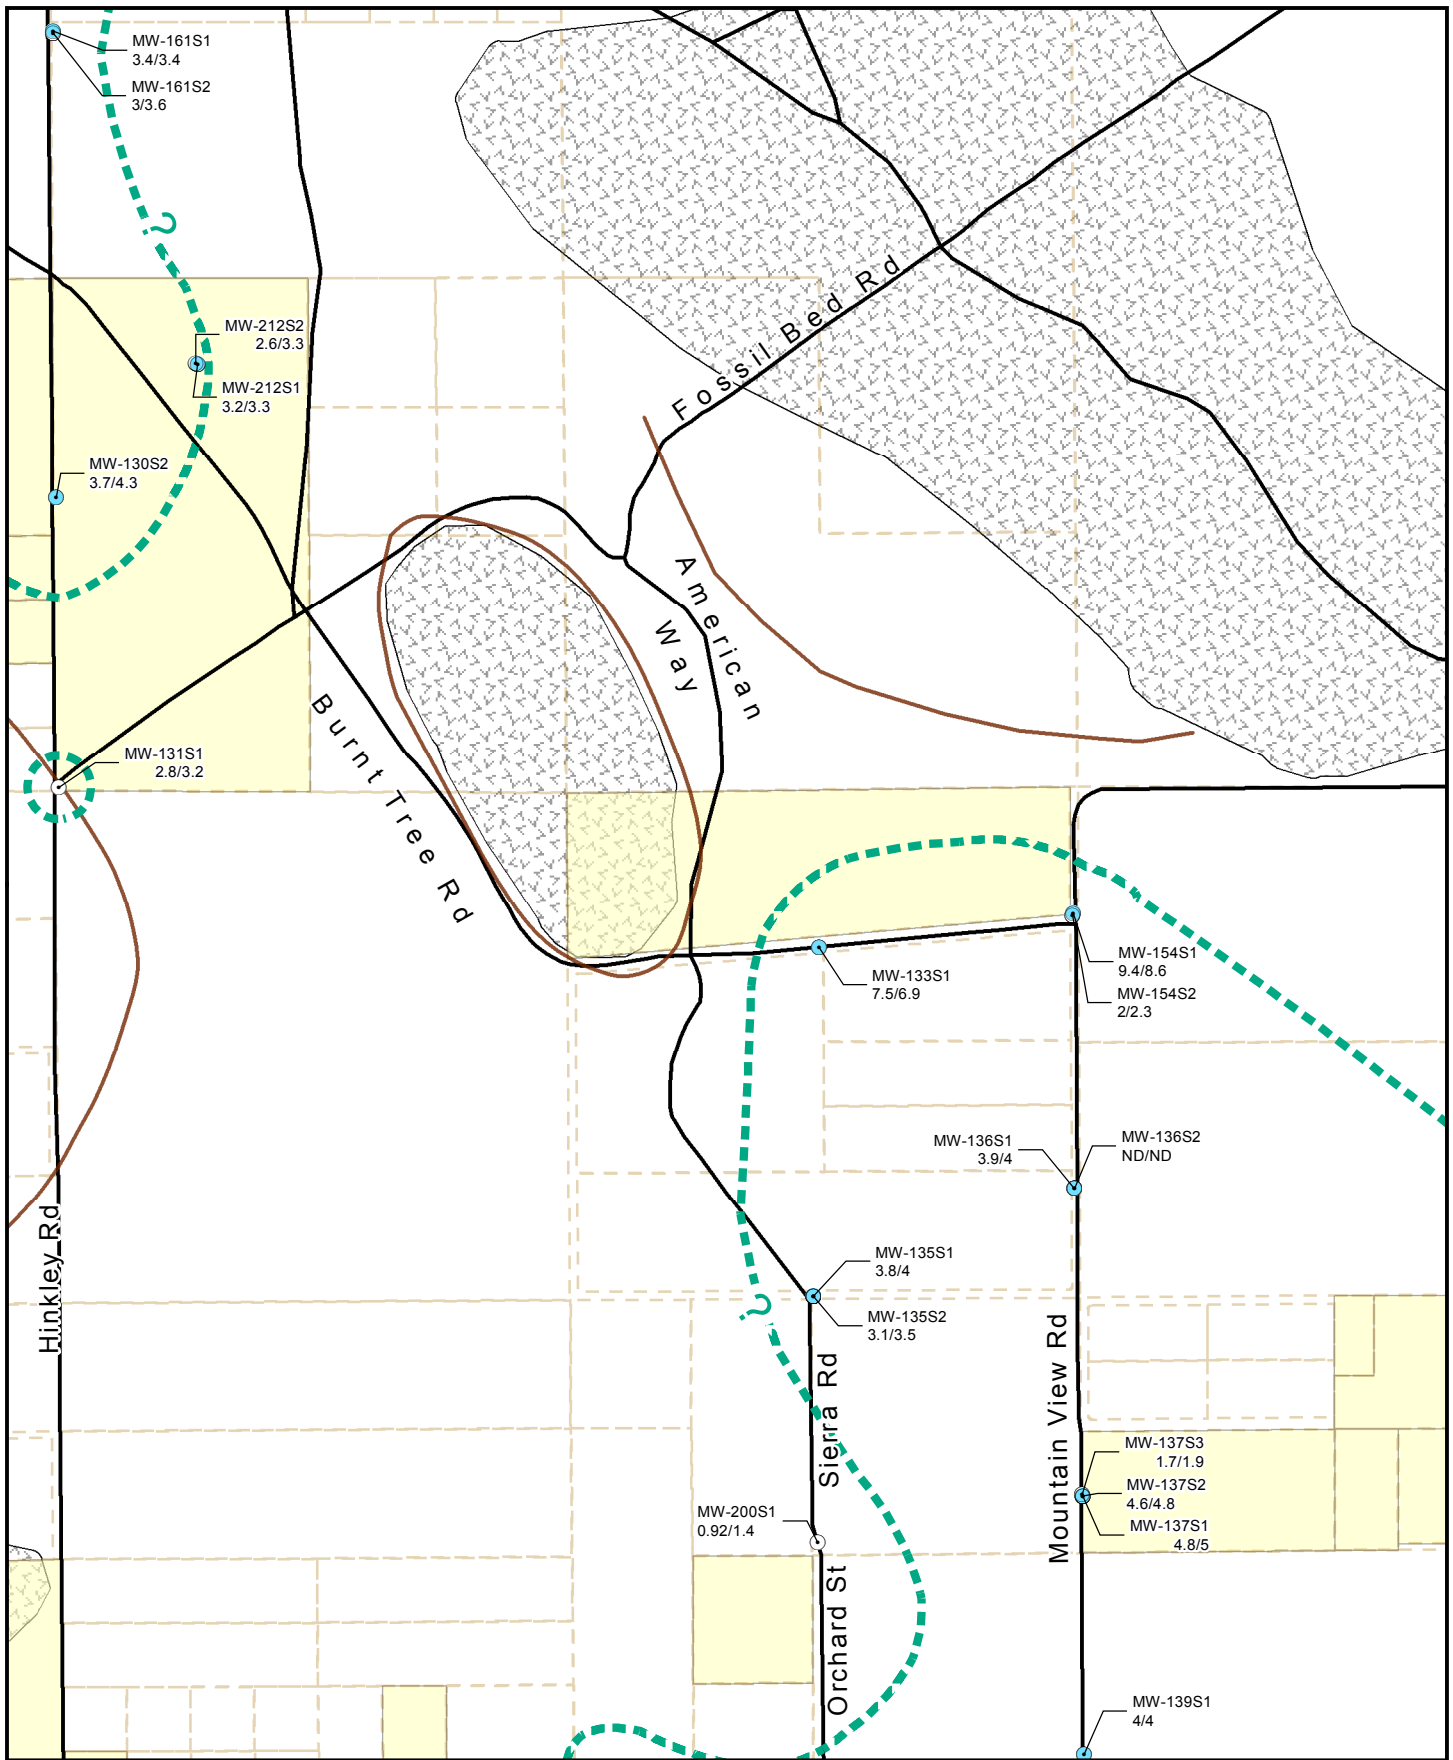 MW-161S1
3.4/3.4
MW-161S2
3/3.6
?
Fossil Bed Rd
MW-212S2
2.6/3.3
MW-212S1
3.2/3.3
MW-130S2
3.7/4.3
American
Way
Burnt Tree Rd
MW-131S1
2.8/3.2
MW-154S1
9.4/8.6
MW-133S1
7.5/6.9
MW-154S2
2/2.3
MW-136S1
3.9/4
MW-136S2
ND/ND
Hinkley Rd
MW-135S1
3.8/4
?
MW-135S2
3.1/3.5
Sierra Rd
Mountain View Rd
MW-137S3
1.7/1.9
MW-137S2
4.6/4.8
MW-137S1
4.8/5
MW-200S1
0.92/1.4
Orchard St
MW-139S1
4/4